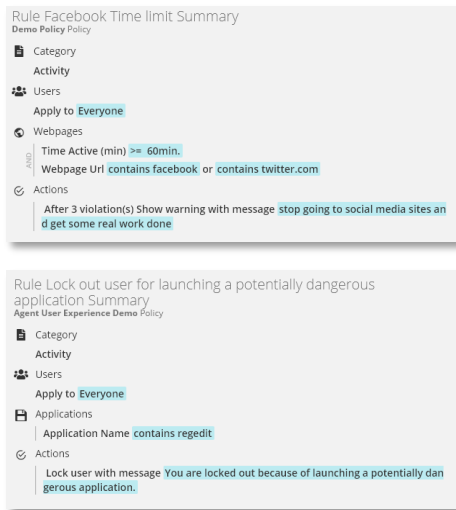 Rule Facebook Time limit Summary
Demo Policy Policy
Category
Activity
Users
Apply to Everyone
Webpages
AND
Time Active (min) >= 60min.
Webpage Url contains facebook or contains twitter.com
Actions
After 3 violation(s) Show warning with message stop going to social media sites an
d get some real work done
Rule Lock out user for launching a potentially dangerous
application Summary
Agent User Experience Demo Policy
Category
Activity
Users
Apply to Everyone
Applications
Application Name contains regedit
Actions
Lock user with message You are locked out because of launching a potentially dan
gerous application.